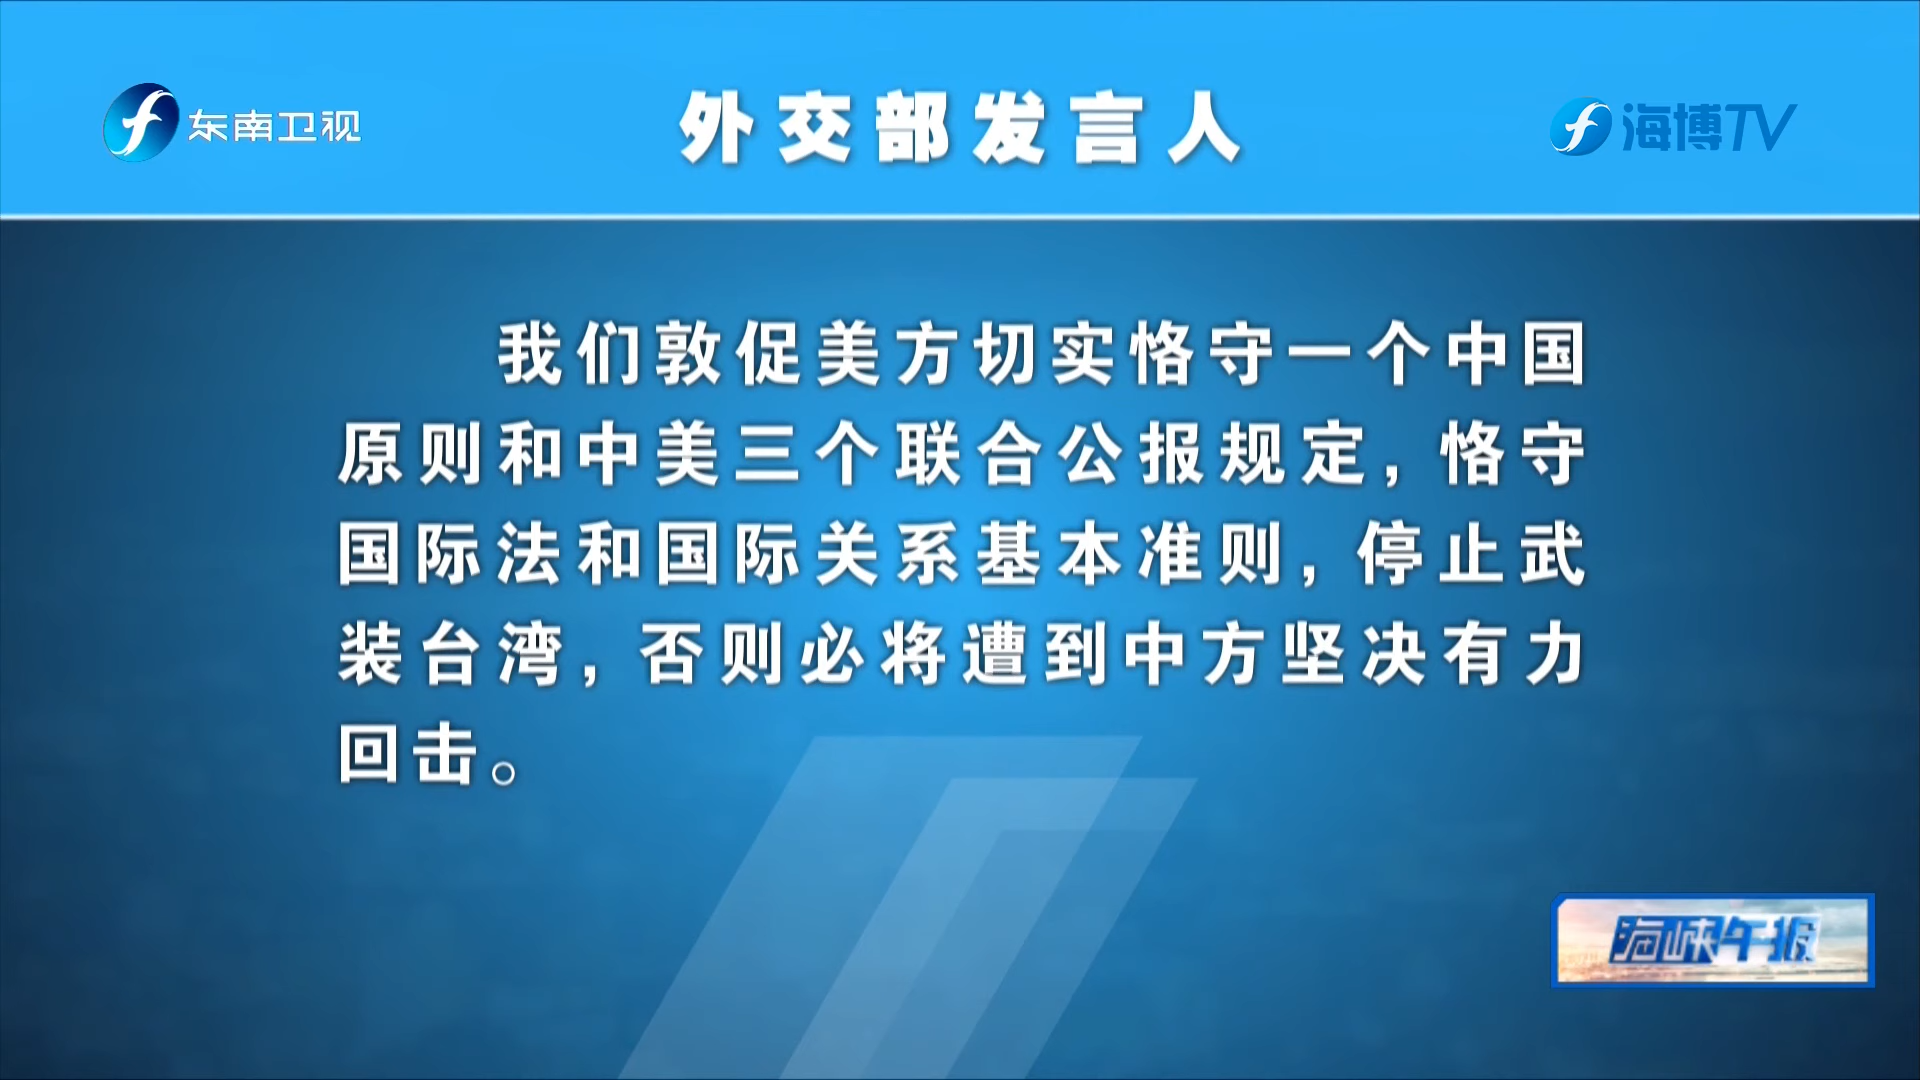 东南卫视
外交部发言人
海博TV
我们敦促美方切实恪守一个中国
原则和中美三个联合公报规定，恪守
国际法和国际关系基本准则，停止武
装台湾，否则必将遭到中方坚决有力
回击。
海峡午报